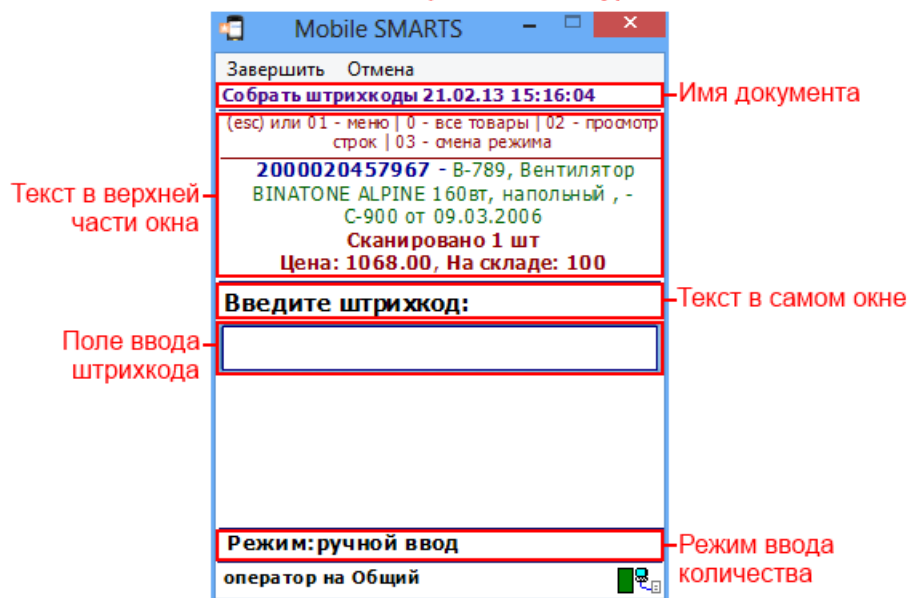 Mobile SMARTS
Завершить Отмена
Собрать штрихкоды 21.02.13 15:16:04
Имя документа
(esc) или 01 - меню | 0 - все товары | 02 - просмотр
строк | 03 - смена режима
2000020457967 - В-789, Вентилятор
BINATONE ALPINE 160вт, напольный , -
С-900 от 09.03.2006
Сканировано 1 шт
Цена: 1068.00, На складе: 100
Текст в верхней
части окна
Введите штрихкод:
Текст в самом окне
Поле ввода
штрихкода
Режим:ручной ввод
Режим ввода
количества
оператор на Общий